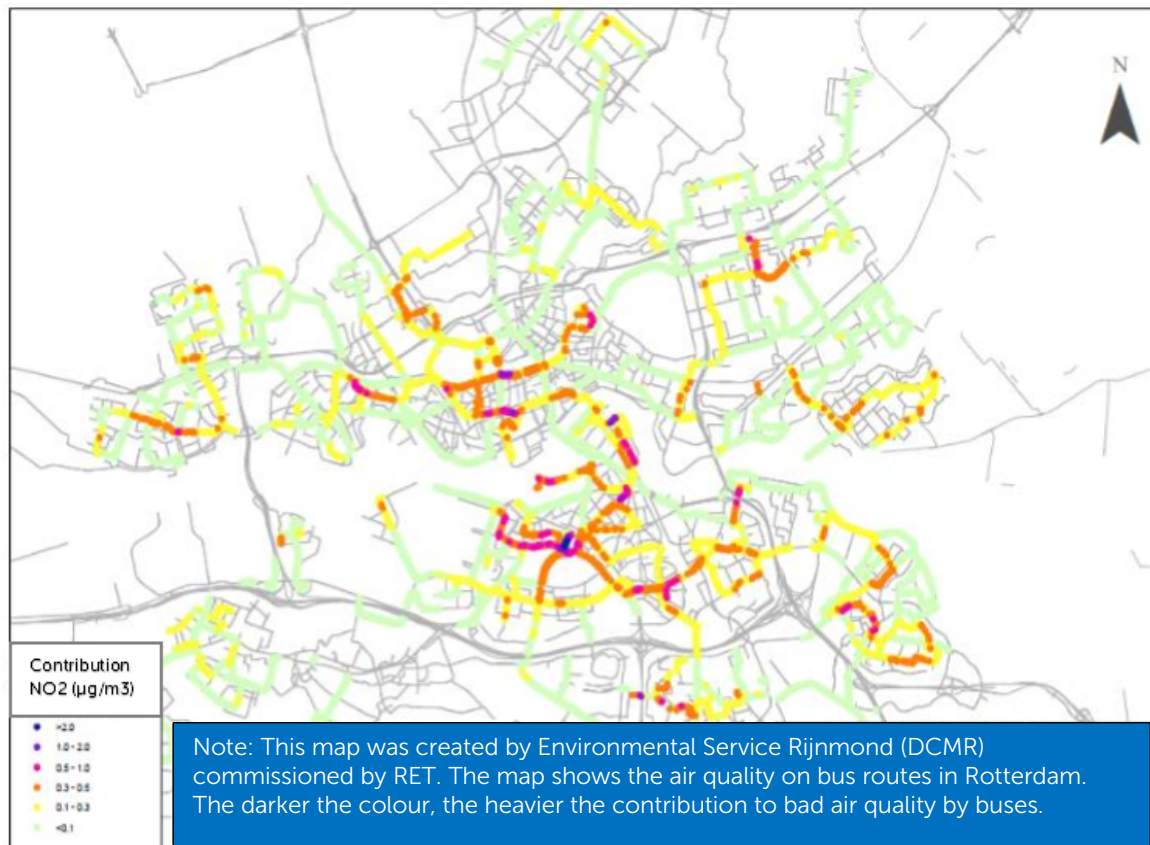 N
Contribution
NO2 (µg/m3)
>2.0
1.0 - 2.0
0.5 - 1.0
0.3 - 0.5
0.1 - 0.3
<0.1
Note: This map was created by Environmental Service Rijnmond (DCMR)
commissioned by RET. The map shows the air quality on bus routes in Rotterdam.
The darker the colour, the heavier the contribution to bad air quality by buses.